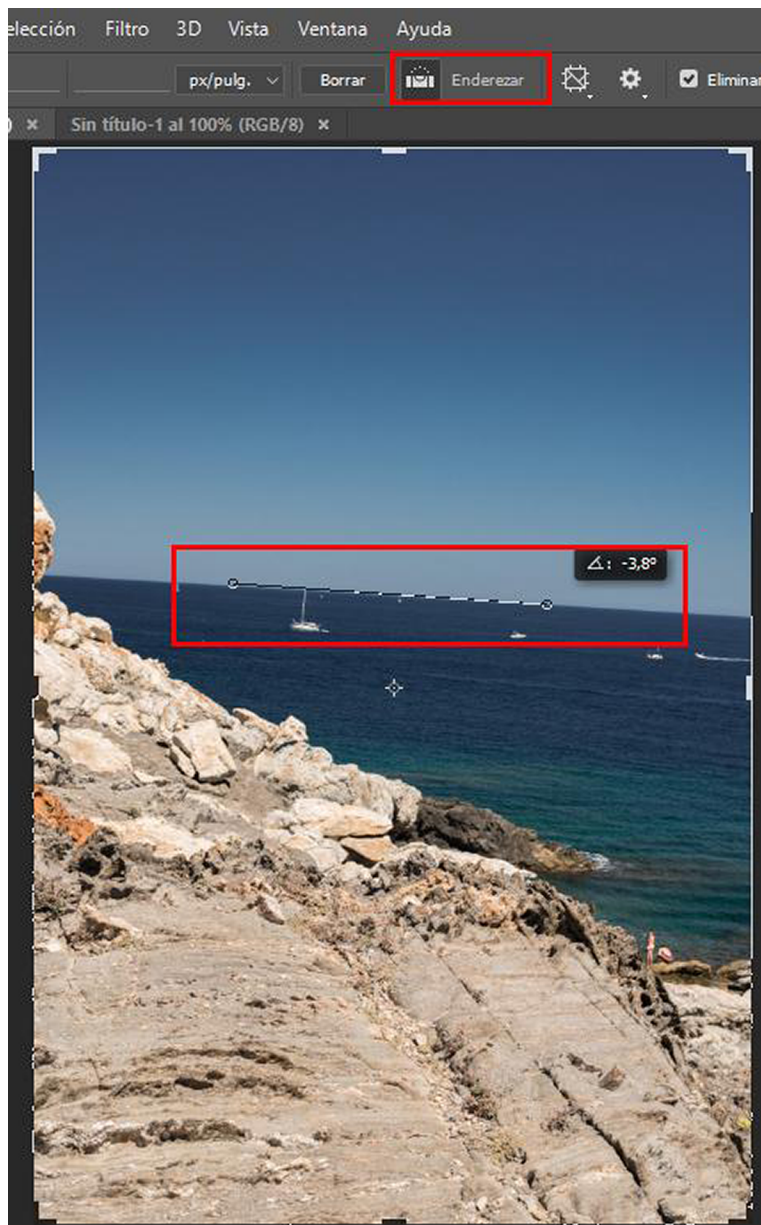 elección Filtro 3D Vista Ventana Ayuda
px/pulg. Borrar Enderezar Eliminar
) × Sin título-1 al 100% (RGB/8) ×
: -3,8º